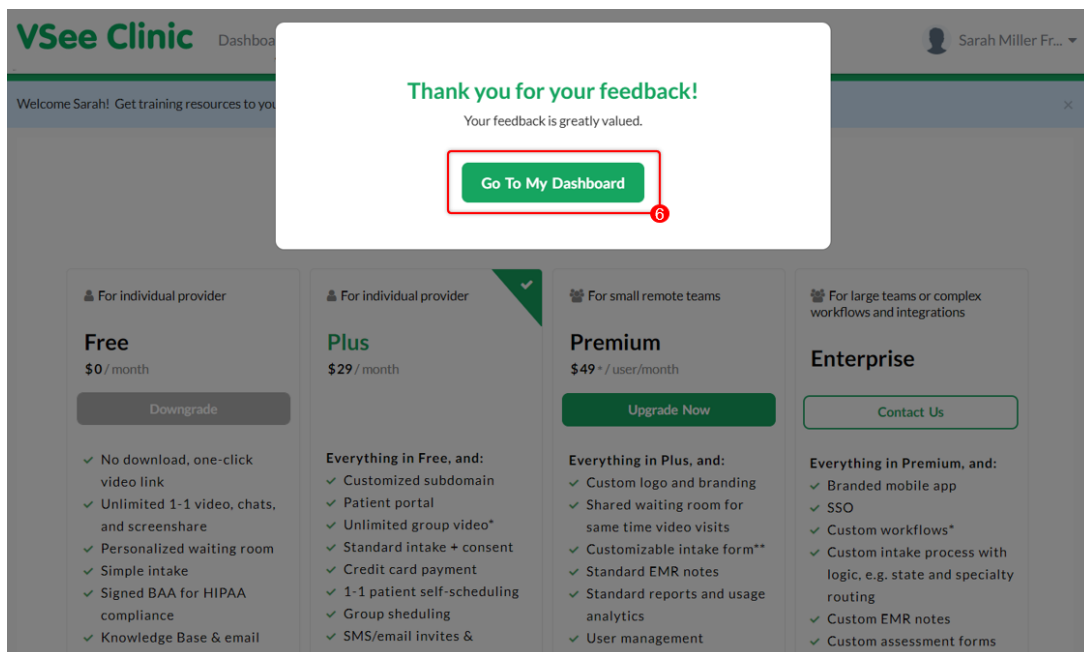 VSee Clinic
Dashboa
Sarah Miller Fr...
Welcome Sarah! Get training resources to you
×
Thank you for your feedback!
Your feedback is greatly valued.
Go To My Dashboard
6
For individual provider
Free
$0 / month
Downgrade
No download, one-click
video link
Unlimited 1-1 video, chats,
and screenshare
Personalized waiting room
Simple intake
Signed BAA for HIPAA
compliance
Knowledge Base & email
For individual provider
Plus
$29 / month
Everything in Free, and:
Customized subdomain
Patient portal
Unlimited group video*
Standard intake + consent
Credit card payment
1-1 patient self-scheduling
Group sheduling
SMS/email invites &
For small remote teams
Premium
$49 * / user/month
Upgrade Now
Everything in Plus, and:
Custom logo and branding
Shared waiting room for
same time video visits
Customizable intake form**
Standard EMR notes
Standard reports and usage
analytics
User management
For large teams or complex
workflows and integrations
Enterprise
Contact Us
Everything in Premium, and:
Branded mobile app
SSO
Custom workflows*
Custom intake process with
logic, e.g. state and specialty
routing
Custom EMR notes
Custom assessment forms